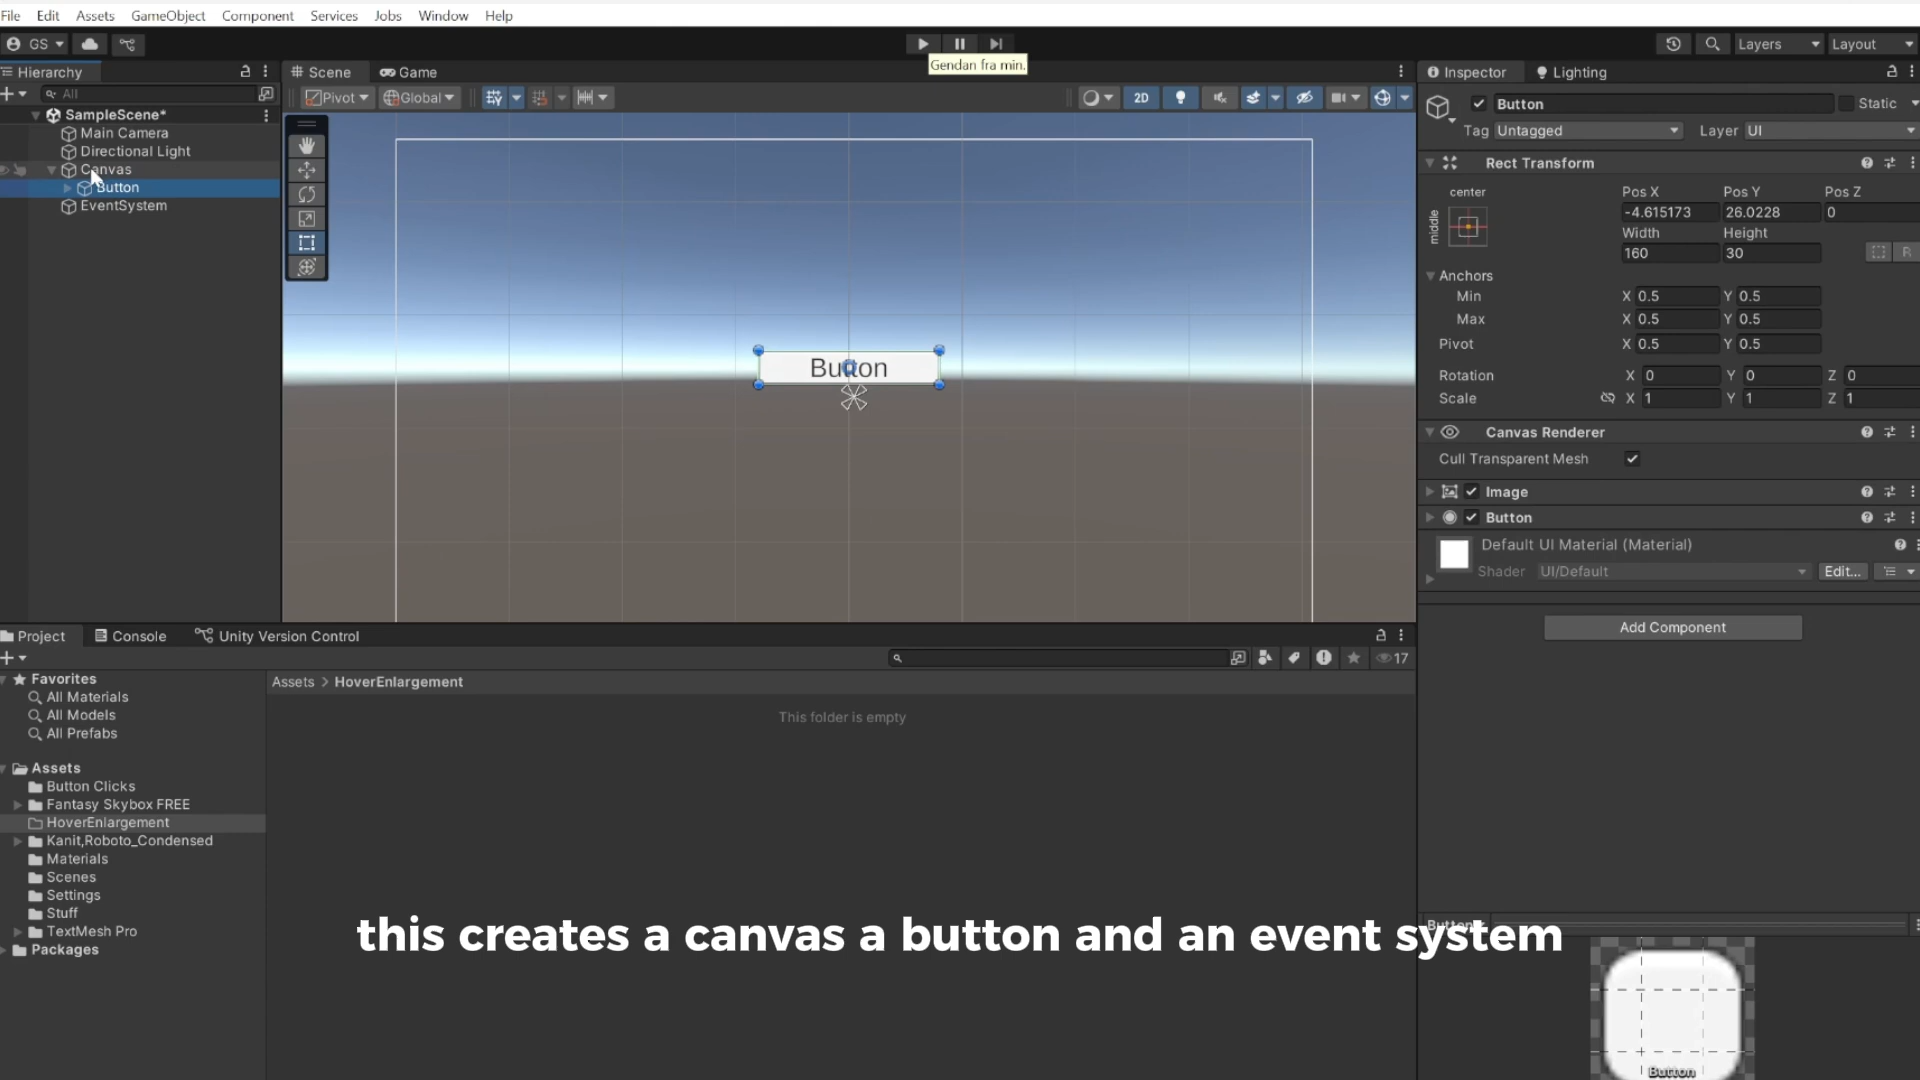 File Edit Assets GameObject Component Services Jobs Window Help
GS Layers Layout
Gendan fra min.
Hierarchy
All
SampleScene*
Main Camera
Directional Light
Canvas
Button
EventSystem
Scene Game
Pivot Global 2D
Button
Inspector Lighting
Button Static
Tag Untagged Layer UI
Rect Transform
center
middle
Pos X Pos Y Pos Z
-4.615173 26.0228 0
Width Height
160 30 R
Anchors
Min X 0.5 Y 0.5
Max X 0.5 Y 0.5
Pivot X 0.5 Y 0.5
Rotation X 0 Y 0 Z 0
Scale X 1 Y 1 Z 1
Canvas Renderer
Cull Transparent Mesh
Image
Button
Default UI Material (Material)
Shader UI/Default Edit...
Add Component
Project Console Unity Version Control
17
Favorites
All Materials
All Models
All Prefabs
Assets
Button Clicks
Fantasy Skybox FREE
HoverEnlargement
Kanit,Roboto_Condensed
Materials
Scenes
Settings
Stuff
TextMesh Pro
Packages
Assets > HoverEnlargement
This folder is empty
this creates a canvas a button and an event system
Button
Button